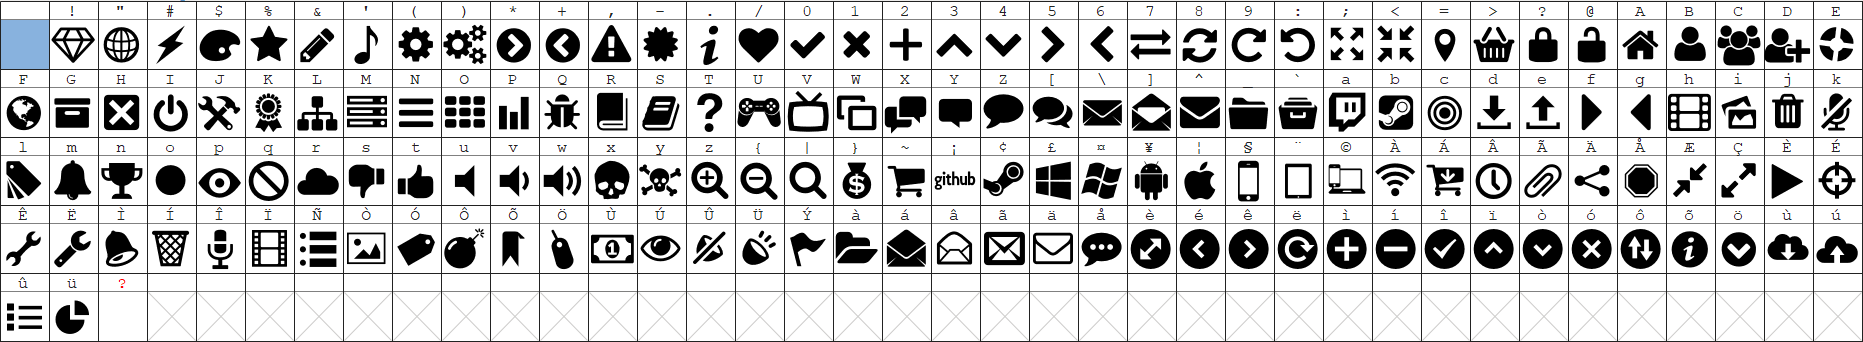 ! " # $ % & ' ( ) * + , - . / 0 1 2 3 4 5 6 7 8 9 : ; < = > ? @ A B C D E
F G H I J K L M N O P Q R S T U V W X Y Z [ \ ] ^ _ ` a b c d e f g h i j k
l m n o p q r s t u v w x y z { | } ~ ¡ ¢ £ ¤ ¥ ¦ § ¨ © À Á Â Ã Ä Å Æ Ç È É
github
Ê Ë Ì Í Î Ï Ñ Ò Ó Ô Õ Ö Ù Ú Û Ü Ý à á â ã ä å è é ê ë ì í î ï ò ó ô õ ö ù ú
û ü ?